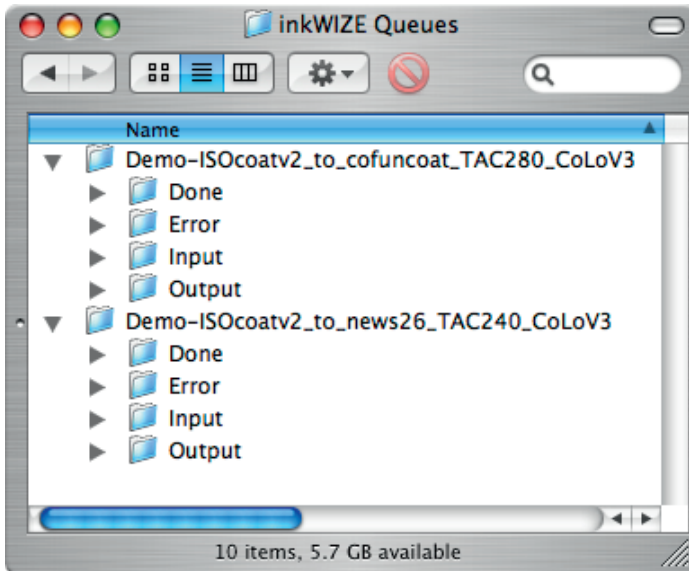 inkWIZE Queues
Name
Demo-ISOcoatv2_to_cofuncoat_TAC280_CoLoV3
Done
Error
Input
Output
Demo-ISOcoatv2_to_news26_TAC240_CoLoV3
Done
Error
Input
Output
10 items, 5.7 GB available